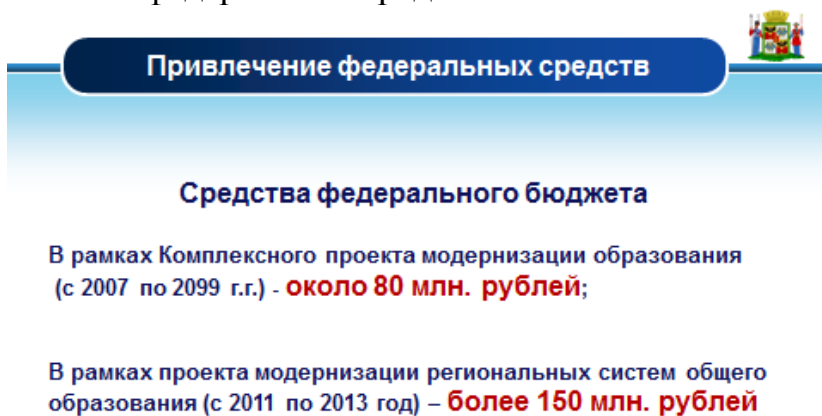 Привлечение федеральных средств
Средства федерального бюджета
В рамках Комплексного проекта модернизации образования
(с 2007 по 2099 г.г.) - около 80 млн. рублей;
В рамках проекта модернизации региональных систем общего
образования (с 2011 по 2013 год) – более 150 млн. рублей